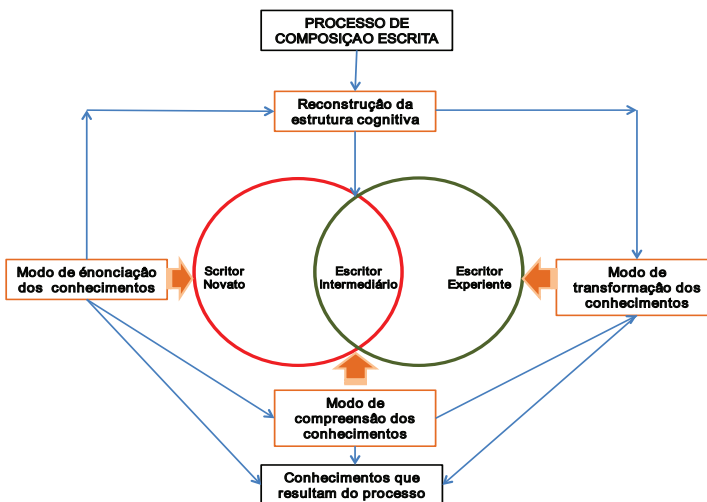 PROCESSO DE
COMPOSIÇAO ESCRITA
Reconstrução da
estrutura cognitiva
Modo de énonciação
dos conhecimentos
Scritor
Novato
Escritor
Intermediário
Escritor
Experiente
Modo de
transformação dos
conhecimentos
Modo de
compreensão dos
conhecimentos
Conhecimentos que
resultam do processo